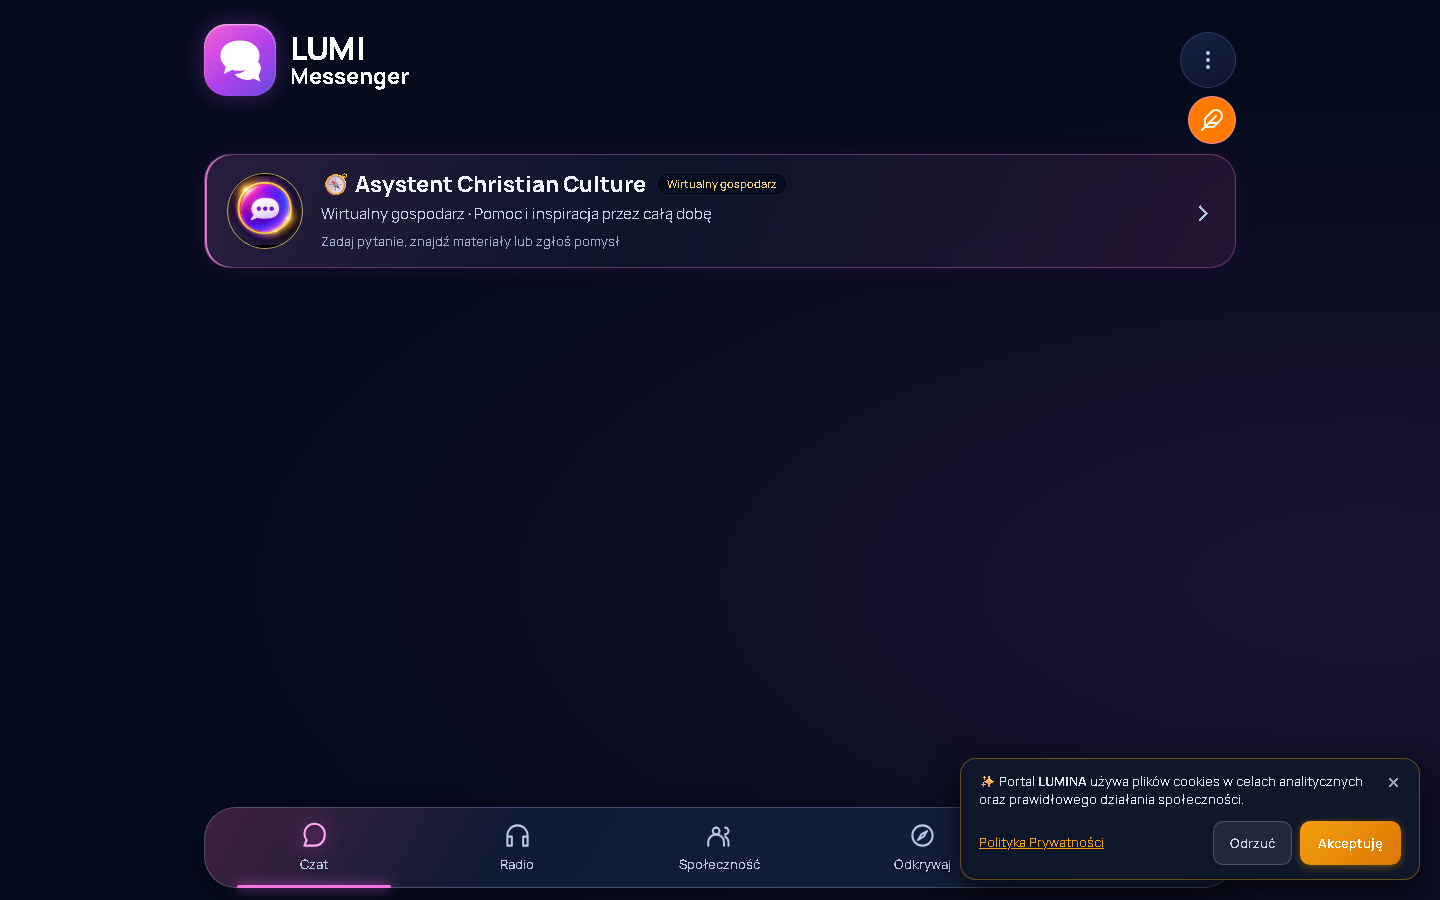 LUMI
Messenger
Asystent Christian Culture
Wirtualny gospodarz
Wirtualny gospodarz · Pomoc i inspiracja przez całą dobę
Zadaj pytanie, znajdź materiały lub zgłoś pomysł
Portal LUMINA używa plików cookies w celach analitycznych
oraz prawidłowego działania społeczności.
Polityka Prywatności
Odrzuć
Akceptuję
Czat
Radio
Społeczność
Odkrywaj